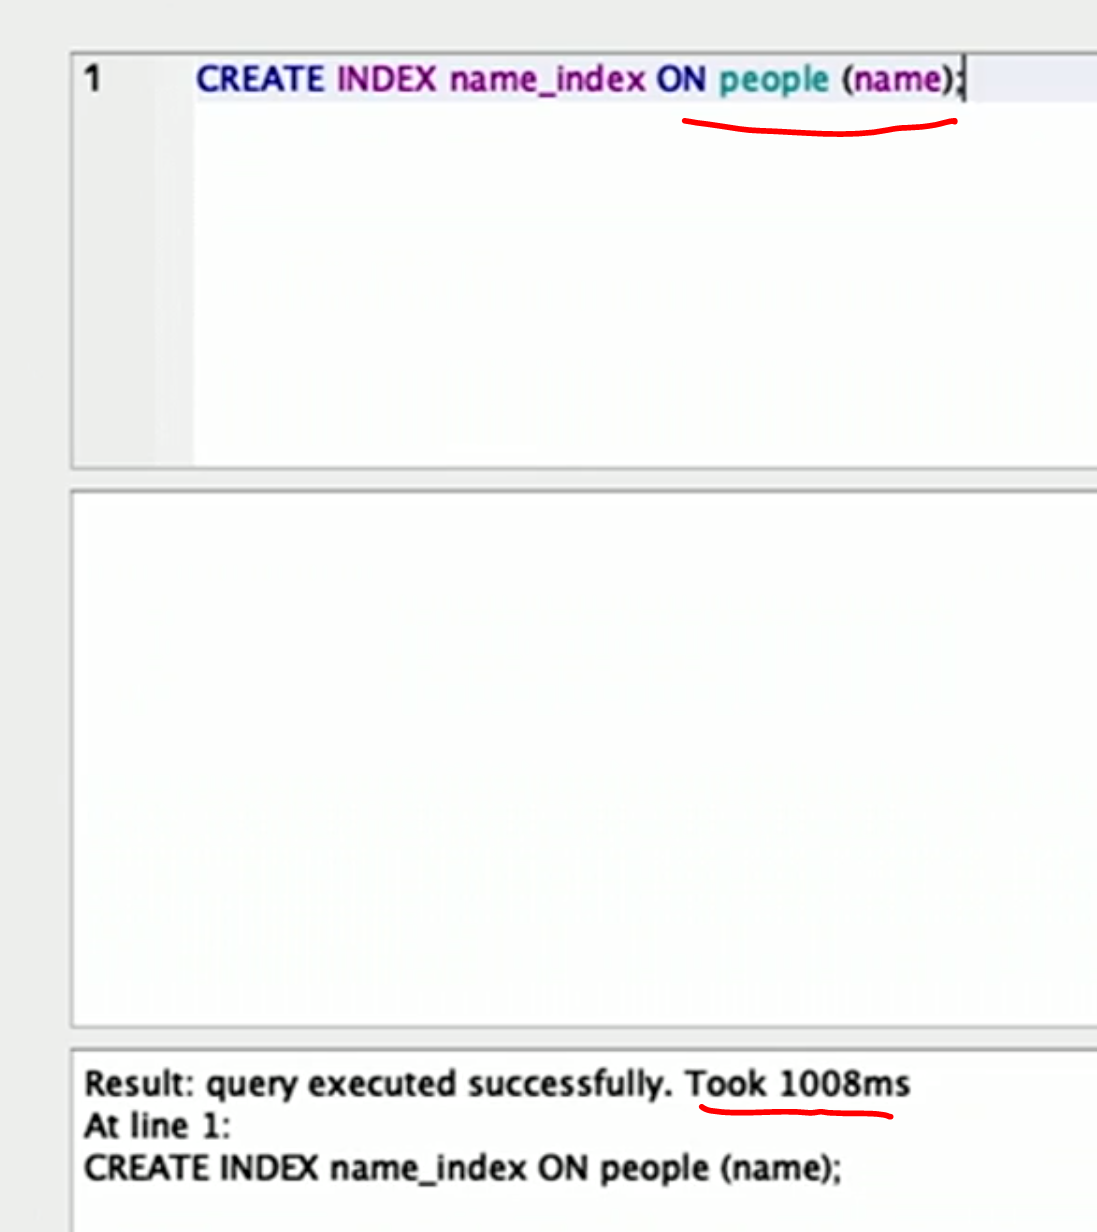 1 CREATE INDEX name_index ON people (name);
Result: query executed successfully. Took 1008ms
At line 1:
CREATE INDEX name_index ON people (name);